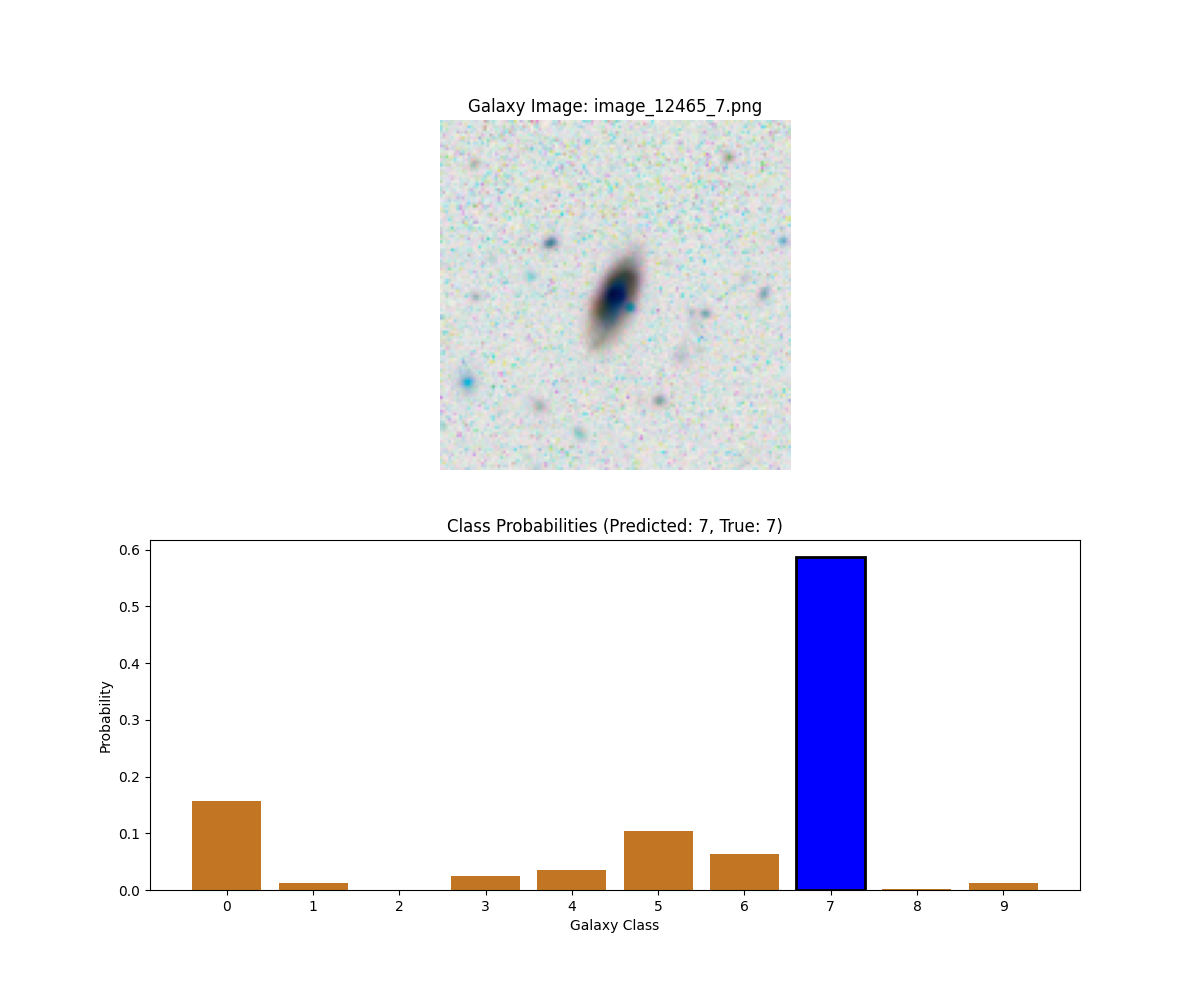 Galaxy Image: image_12465_7.png
Class Probabilities (Predicted: 7, True: 7)
0.6
0.5
0.4
0.3
0.2
0.1
0.0
Probability
0 1 2 3 4 5 6 7 8 9
Galaxy Class